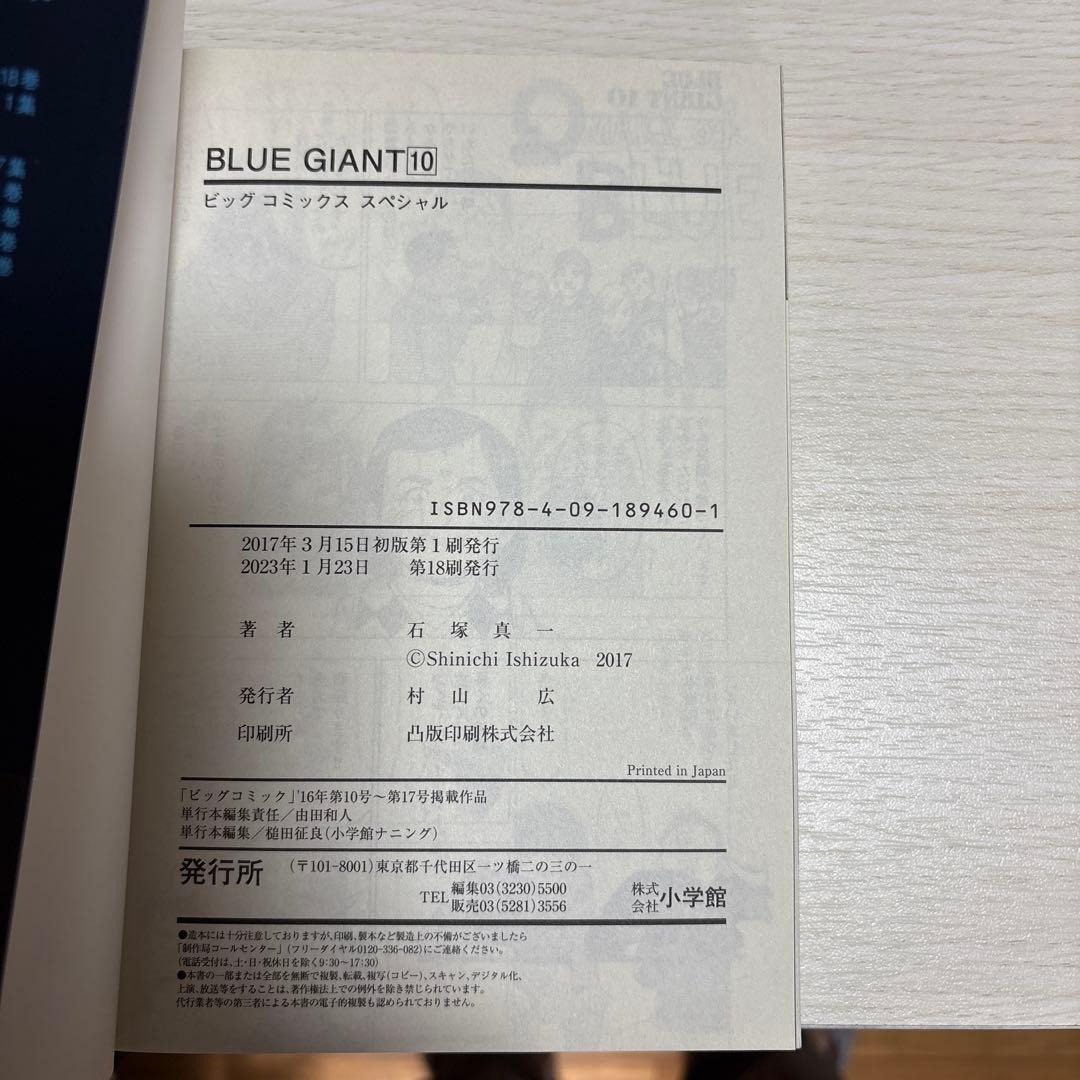 18巻
1集
7集
巻
巻
巻
巻
BLUE GIANT 10
ビッグ コミックス スペシャル
ISBN978-4-09-189460-1
2017年3月15日初版第1刷発行
2023年1月23日 第18刷発行
著者 石塚真一
©Shinichi Ishizuka 2017
発行者 村山広
印刷所 凸版印刷株式会社
Printed in Japan
「ビッグコミック」'16年第10号〜第17号掲載作品
単行本編集責任/由田和人
単行本編集/槌田征良(小学館ナニング)
発行所 (〒101-8001)東京都千代田区一ツ橋二の三の一
TEL 編集03(3230)5500
販売03(5281)3556
株式会社 小学館
●造本には十分注意しておりますが、印刷、製本など製造上の不備がございましたら
「制作局コールセンター」(フリーダイヤル0120-336-082)にご連絡ください。
(電話受付は、土・日・祝休日を除く9:30〜17:30)
●本書の一部または全部を無断で複製、転載、複写(コピー)、スキャン、デジタル化、
上演、放送等をすることは、著作権法上での例外を除き禁じられています。
代行業者等の第三者による本書の電子的複製も認められておりません。